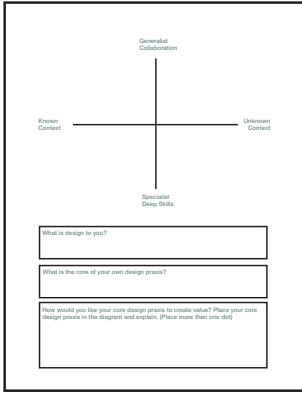 Generalist
Collaboration
Known
Context
Unknown
Context
Specialist
Deep Skills
What is design to you?
What is the core of your own design praxis?
How would you like your core design praxis to create value? Place your core
design praxis in the diagram and explain. (Place more than one dot)